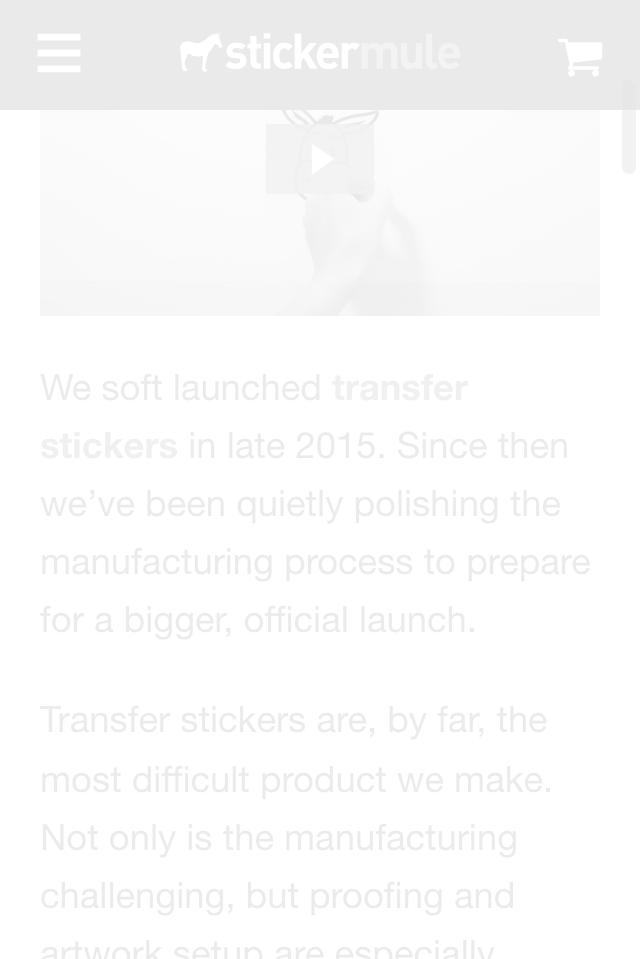 stickermule
We soft launched transfer
stickers in late 2015. Since then
we’ve been quietly polishing the
manufacturing process to prepare
for a bigger, official launch.
Transfer stickers are, by far, the
most difficult product we make.
Not only is the manufacturing
challenging, but proofing and
artwork setup are especially